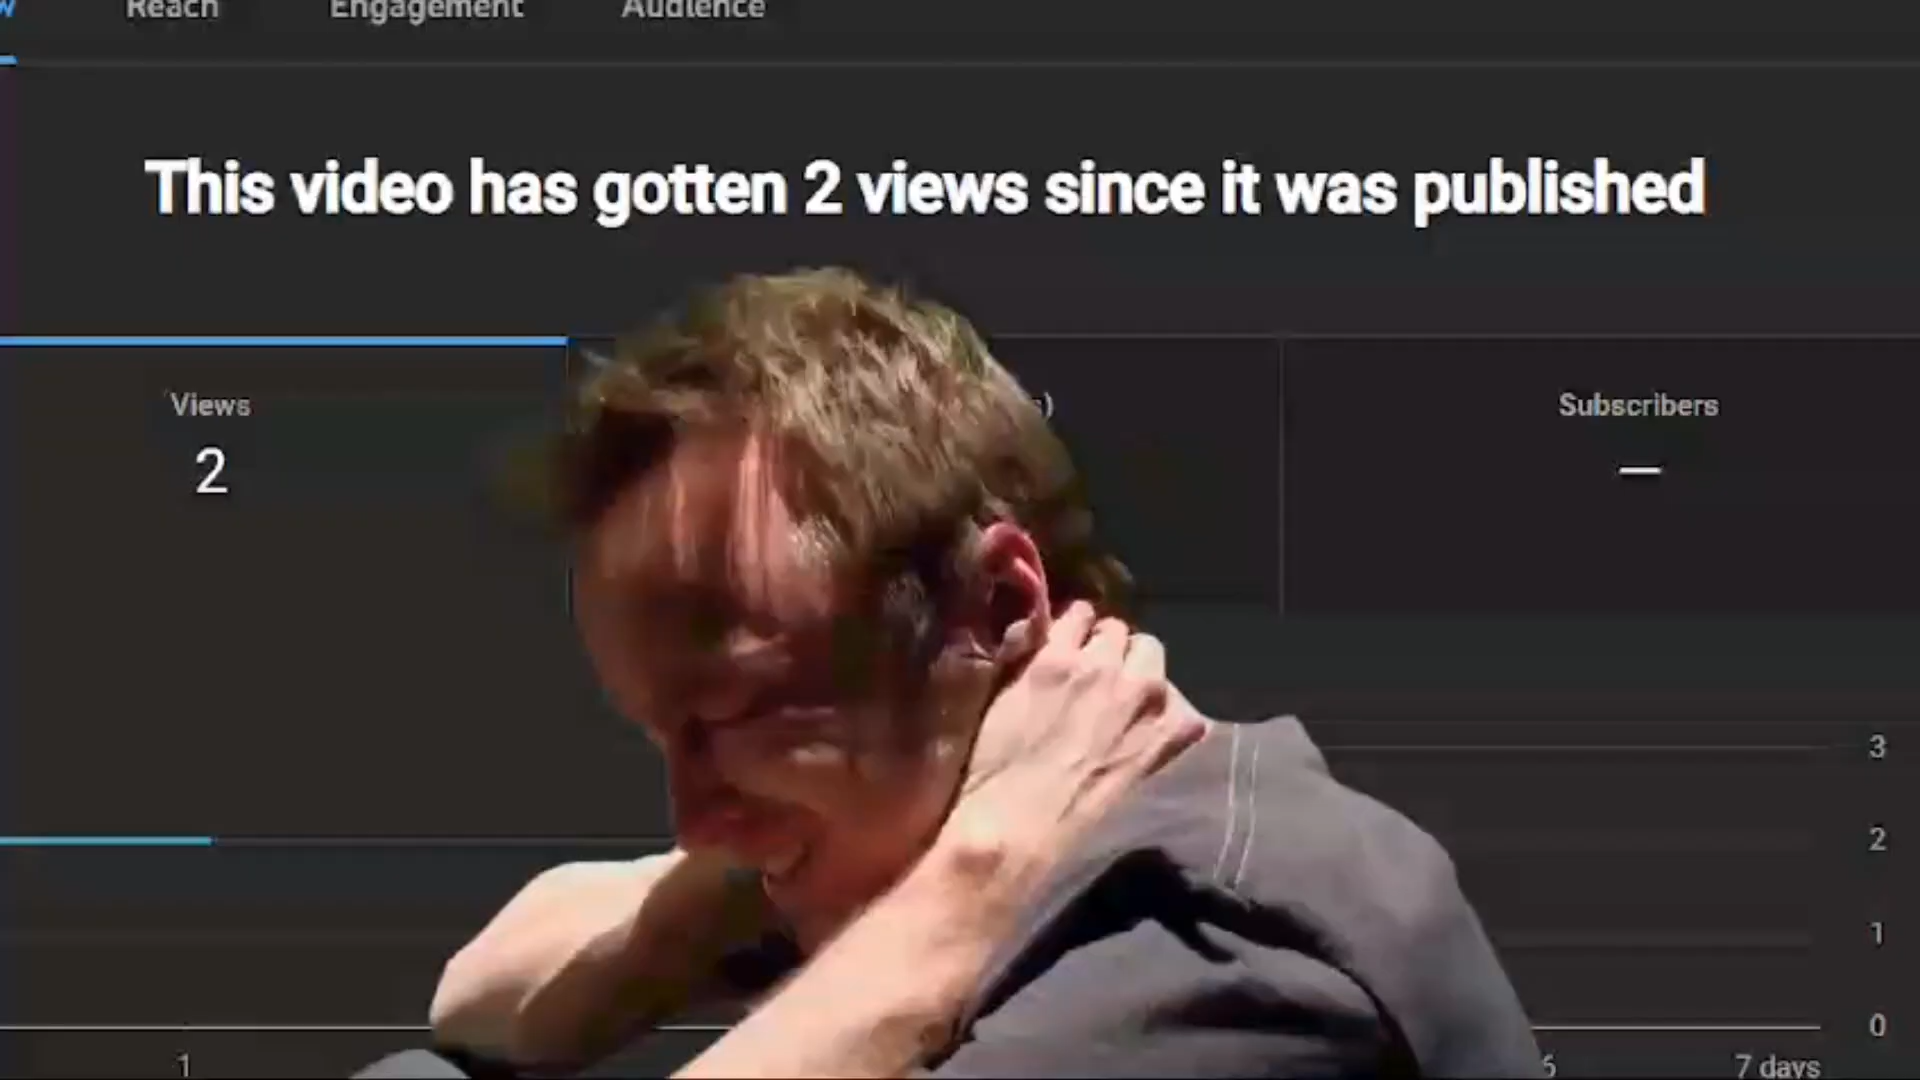 Reach Engagement Audience
This video has gotten 2 views since it was published
Views
Subscribers
2
—
3
2
1
0
1
6
7 days